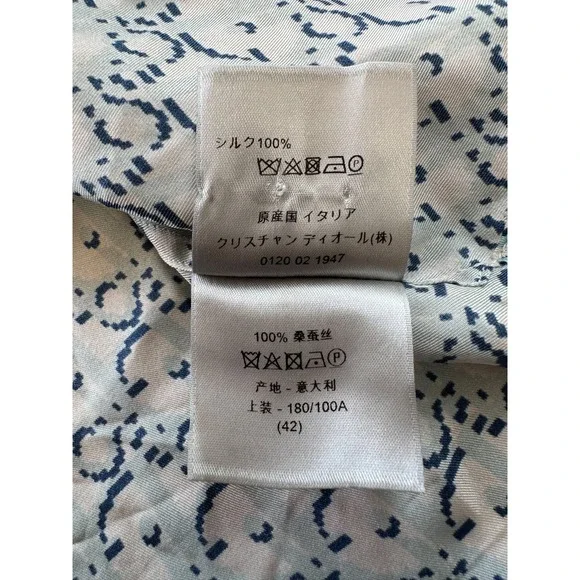 シルク100%
P
原産国 イタリア
クリスチャン ディオール(株)
0120 02 1947
100% 桑蚕丝
P
产地 - 意大利
上装 - 180/100A
(42)